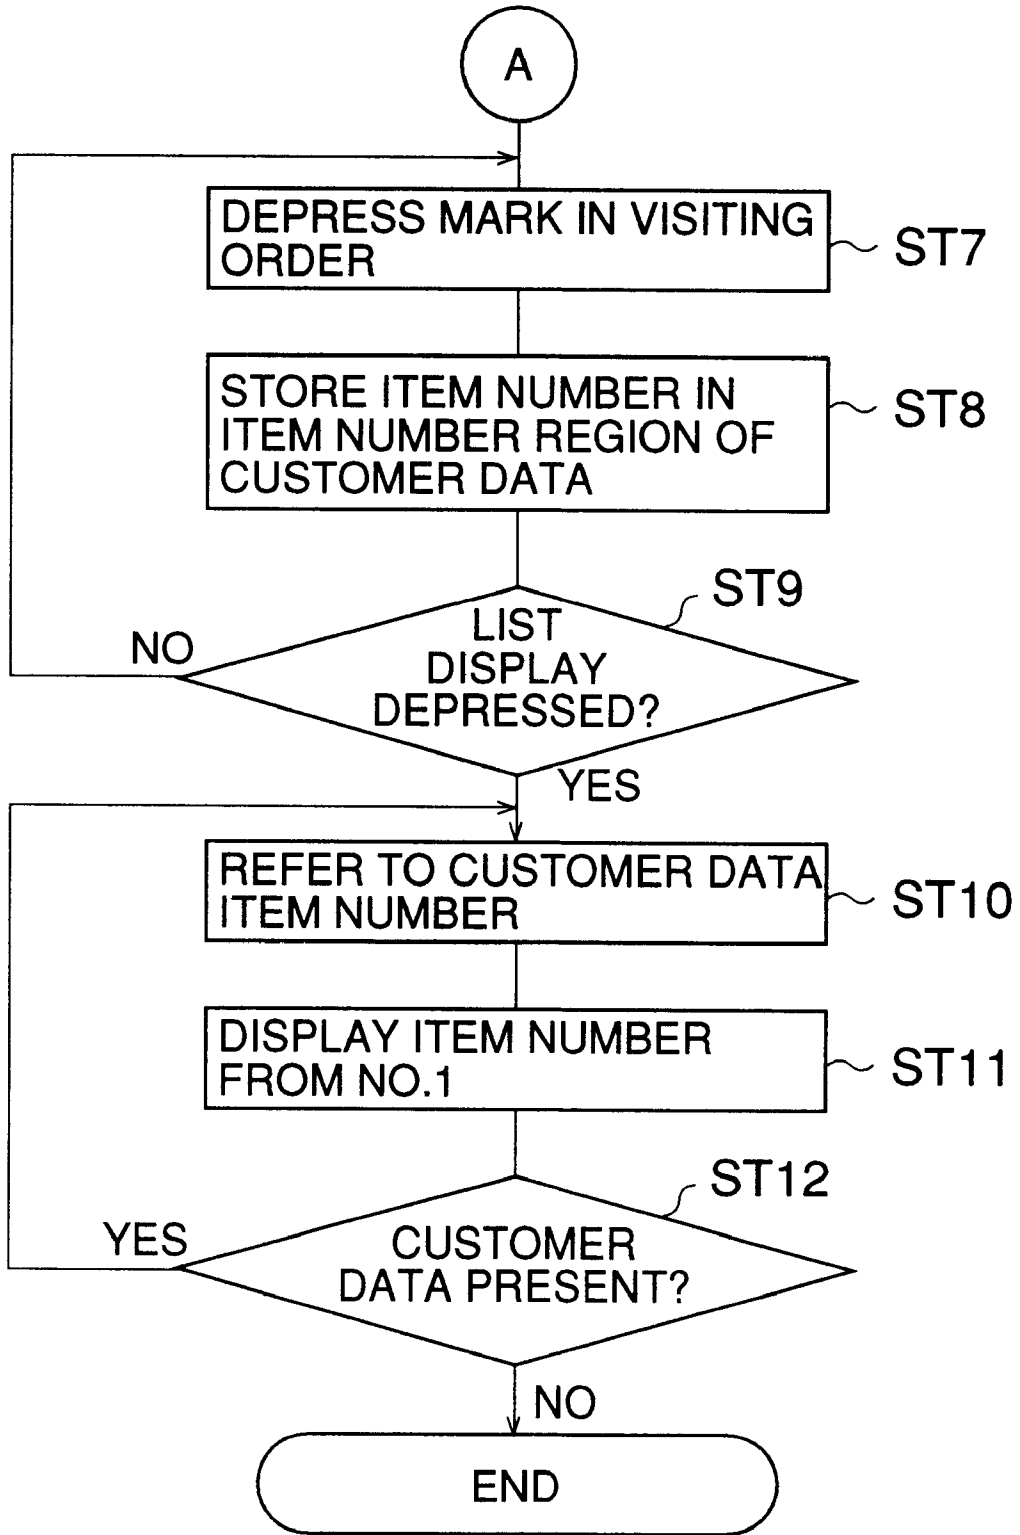 A
DEPRESS MARK IN VISITING
ORDER
ST7
STORE ITEM NUMBER IN
ITEM NUMBER REGION OF
CUSTOMER DATA
ST8
ST9
LIST
DISPLAY
DEPRESSED?
NO
YES
REFER TO CUSTOMER DATA
ITEM NUMBER
ST10
DISPLAY ITEM NUMBER
FROM NO.1
ST11
ST12
CUSTOMER
DATA PRESENT?
YES
NO
END